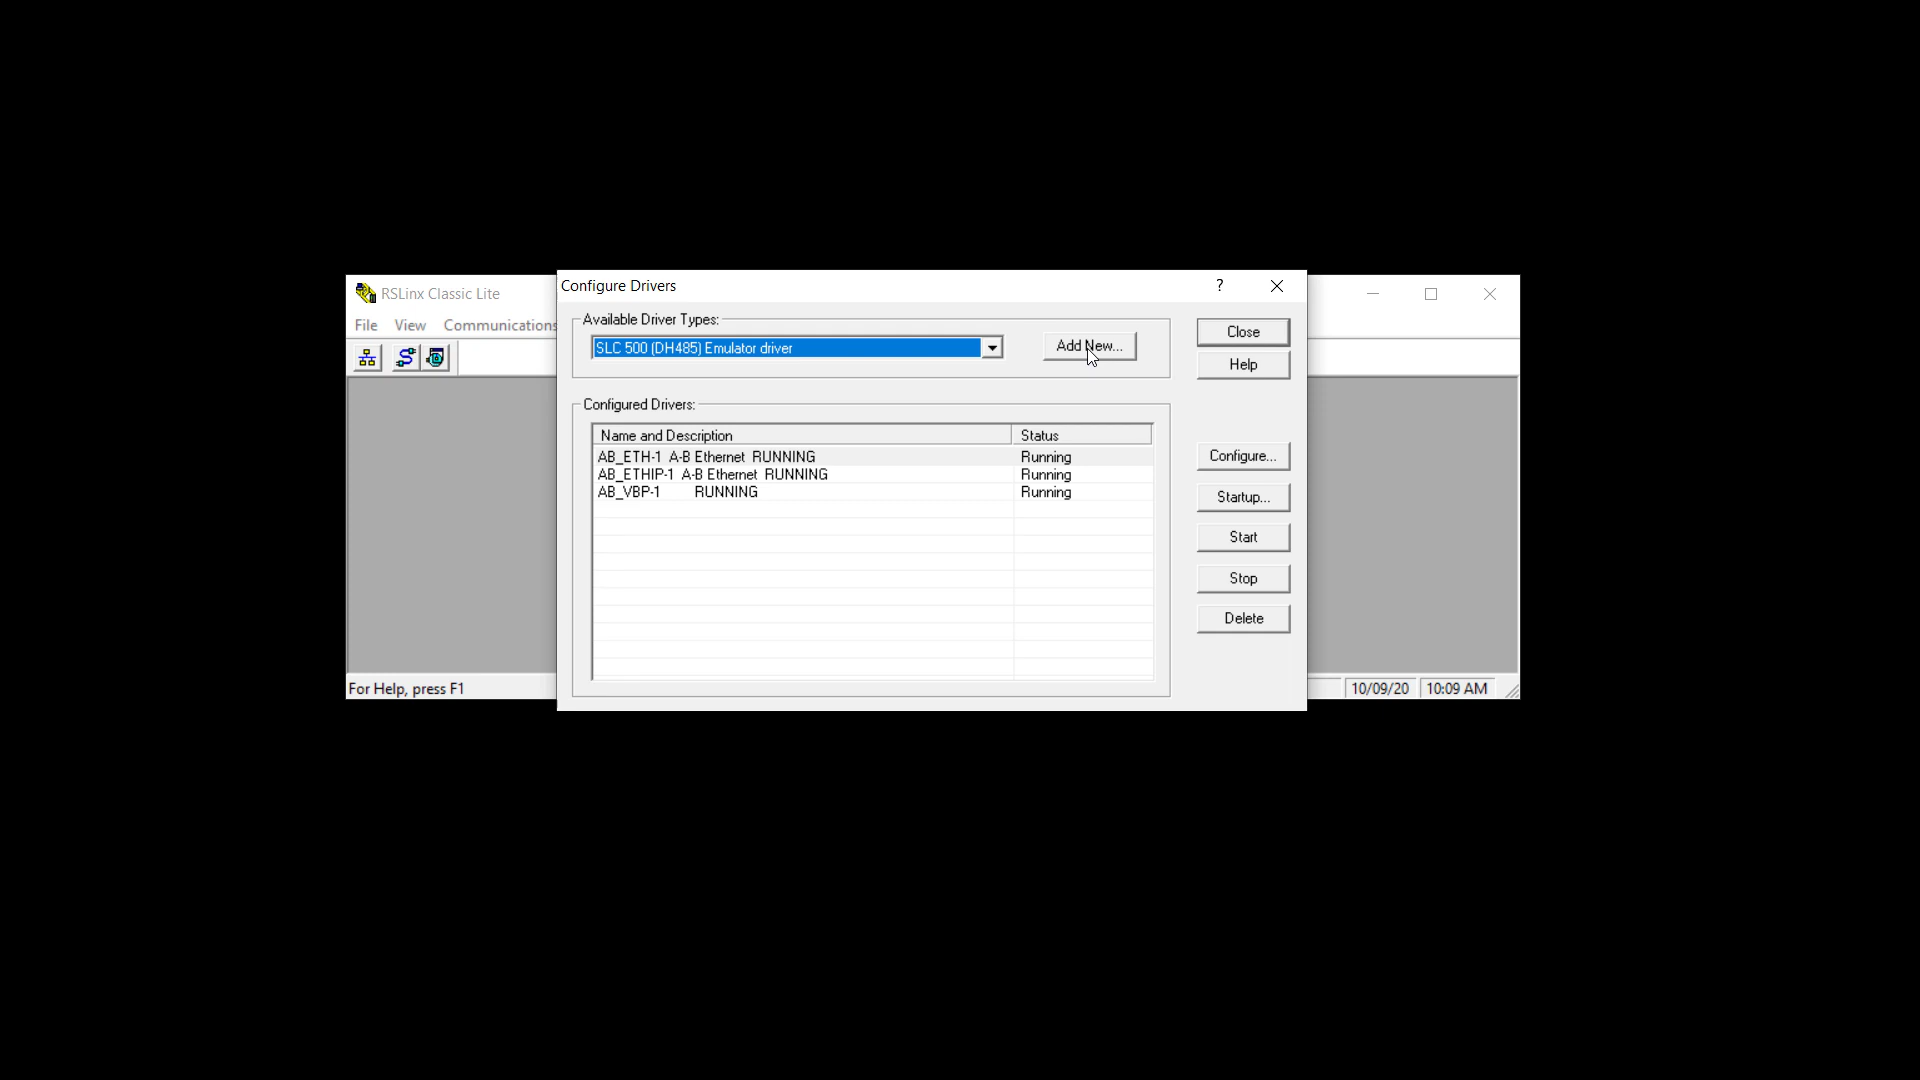 RSLinx Classic Lite
File View Communications
For Help, press F1
10/09/20 10:09 AM
Configure Drivers
?
Available Driver Types:
SLC 500 (DH485) Emulator driver
Add New...
Close
Help
Configured Drivers:
Name and Description Status
AB_ETH-1 A-B Ethernet RUNNING Running
AB_ETHIP-1 A-B Ethernet RUNNING Running
AB_VBP-1 RUNNING Running
Configure...
Startup...
Start
Stop
Delete